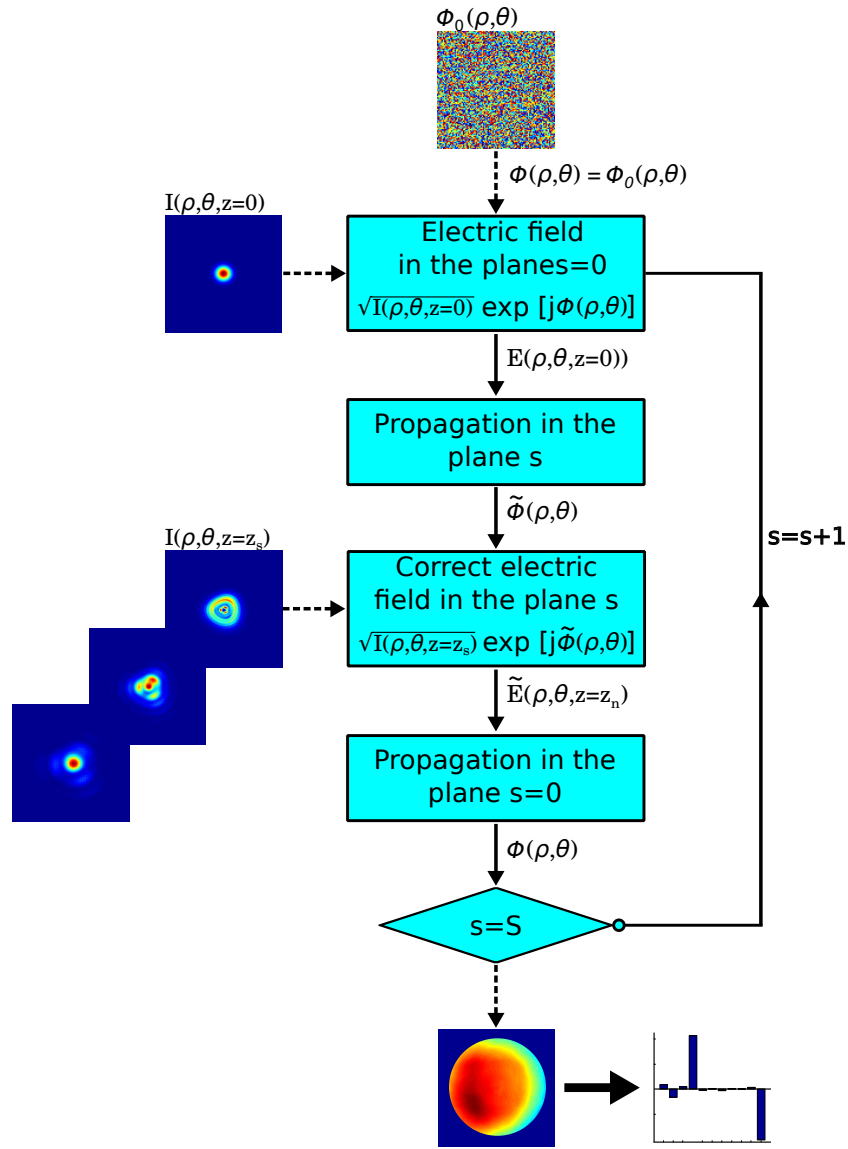 Φ₀(ρ,θ)
Φ(ρ,θ) = Φ₀(ρ,θ)
I(ρ,θ,z=0)
Electric field
in the planes=0
√I(ρ,θ,z=0) exp [jΦ(ρ,θ)]
E(ρ,θ,z=0))
Propagation in the
plane s
Φ̃(ρ,θ)
s=s+1
I(ρ,θ,z=zₛ)
Correct electric
field in the plane s
√I(ρ,θ,z=zₛ) exp [jΦ̃(ρ,θ)]
Ẽ(ρ,θ,z=zₙ)
Propagation in the
plane s=0
Φ(ρ,θ)
s=S